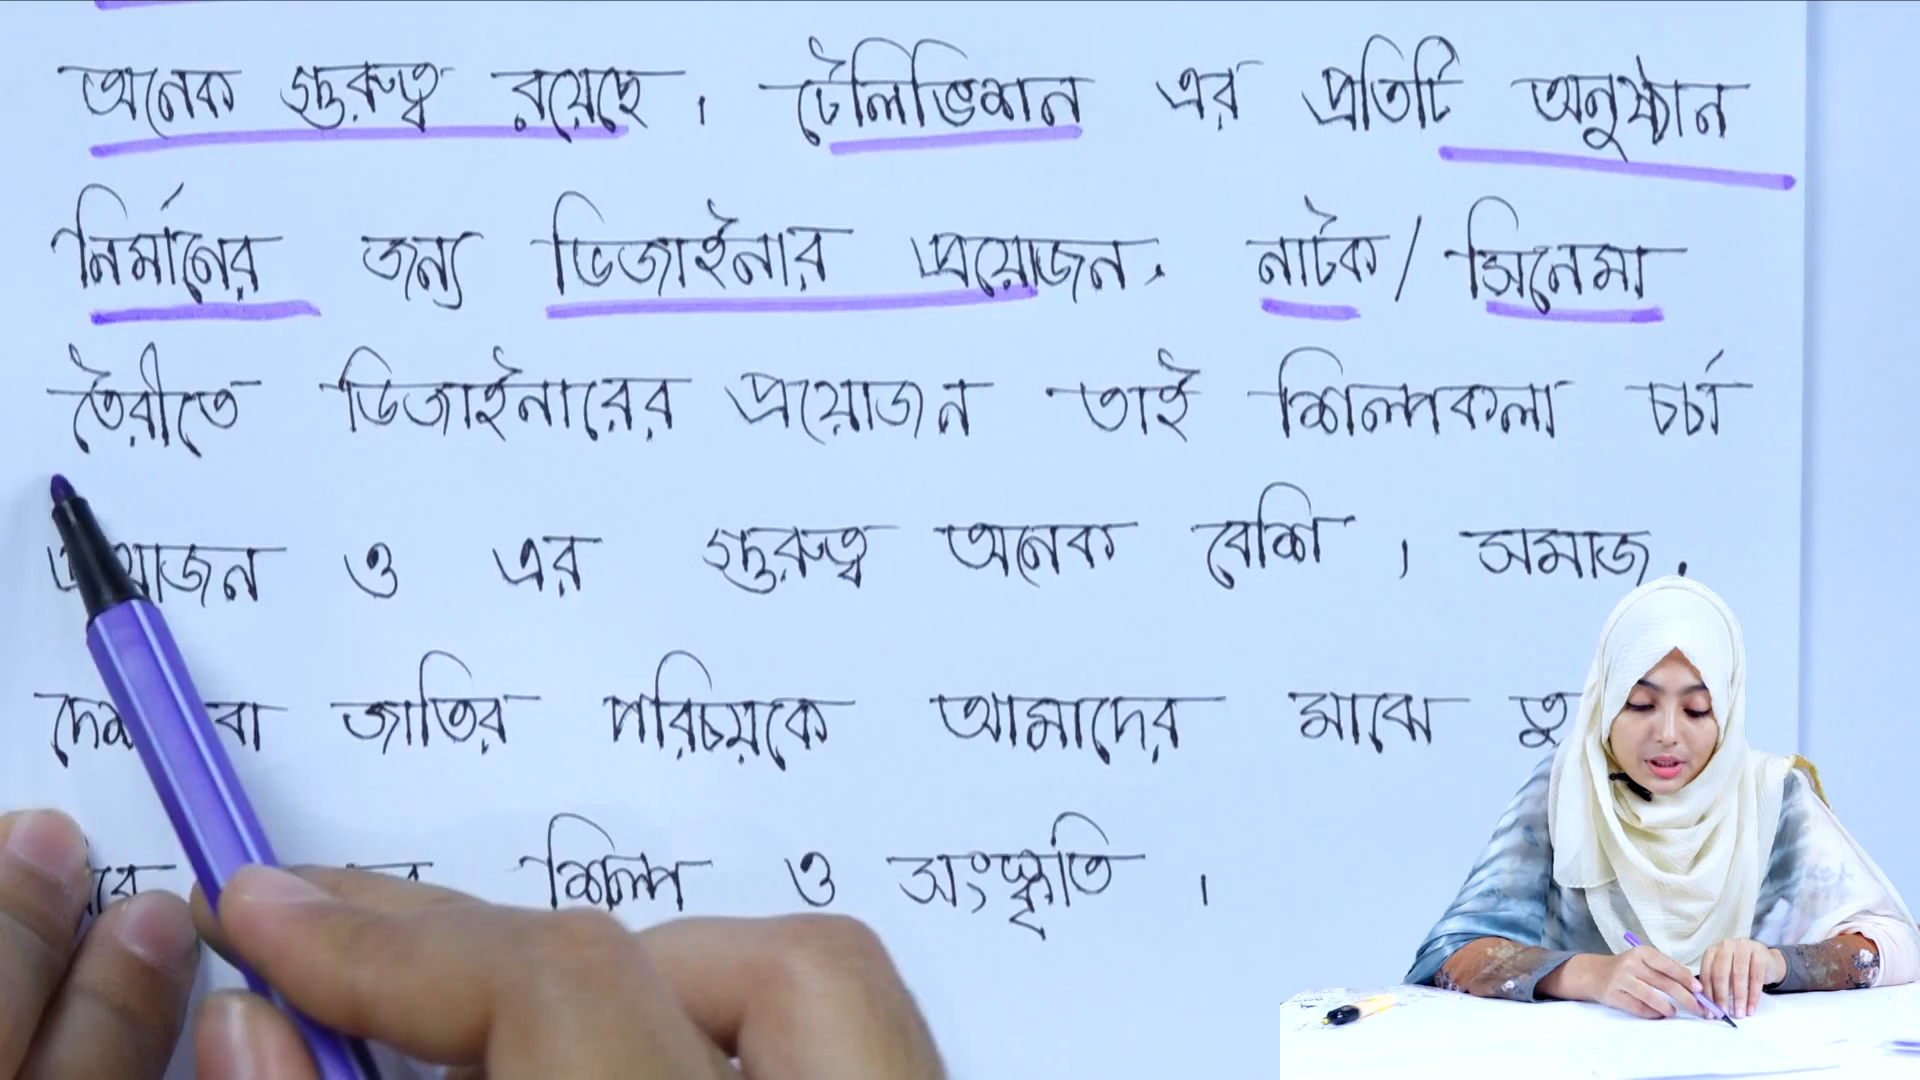 অনেক গুরুত্ব রয়েছে। টেলিভিশন এর প্রতিটি অনুষ্ঠান
নির্মানের জন্য ডিজাইনার প্রয়োজন, নাটক/ সিনেমা
তৈরীতে ডিজাইনারের প্রয়োজন তাই শিল্পকলা চর্চা
ও এর গুরুত্ব অনেক বেশি। সমাজ,
বা জাতির পরিচয়কে আমাদের মাঝে
শিল্প ও সংস্কৃতি।